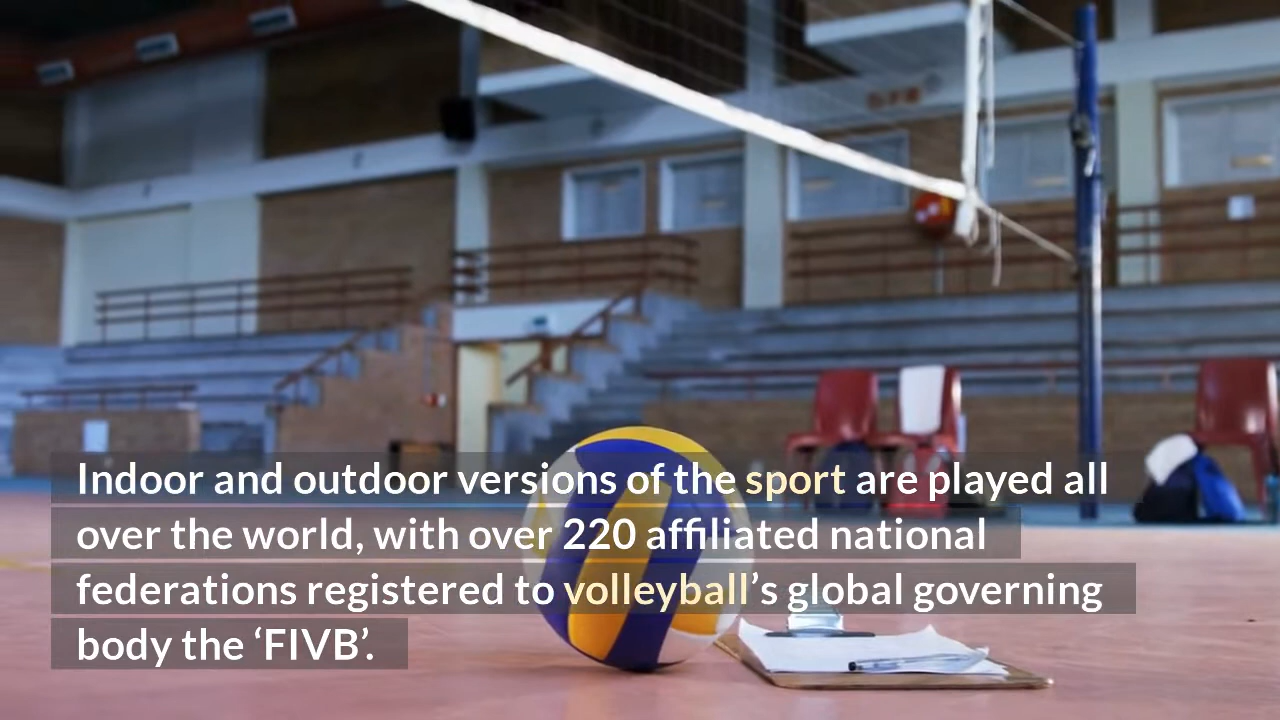 Indoor and outdoor versions of the sport are played all
over the world, with over 220 affiliated national
federations registered to volleyball’s global governing
body the ‘FIVB’.